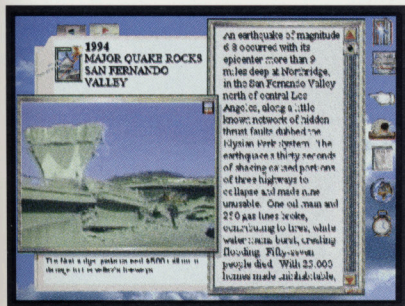 1994
MAJOR QUAKE ROCKS
SAN FERNANDO
VALLEY
An earthquake of magnitude
6.8 occurred with its
epicenter more than 9
miles deep at Northridge,
in the San Fernando Valley
north of central Los
Angeles, along a little
known network of hidden
thrust faults dubbed the
Elysian Park system. The
earthquake's thirty seconds
of shaking caused portions
of three highways to
collapse and made nine
unusable. One oil main and
250 gas lines broke,
contributing to fires, while
water mains burst, creating
flooding. Fifty-seven
people died. With 25,000
homes made uninhabitable,